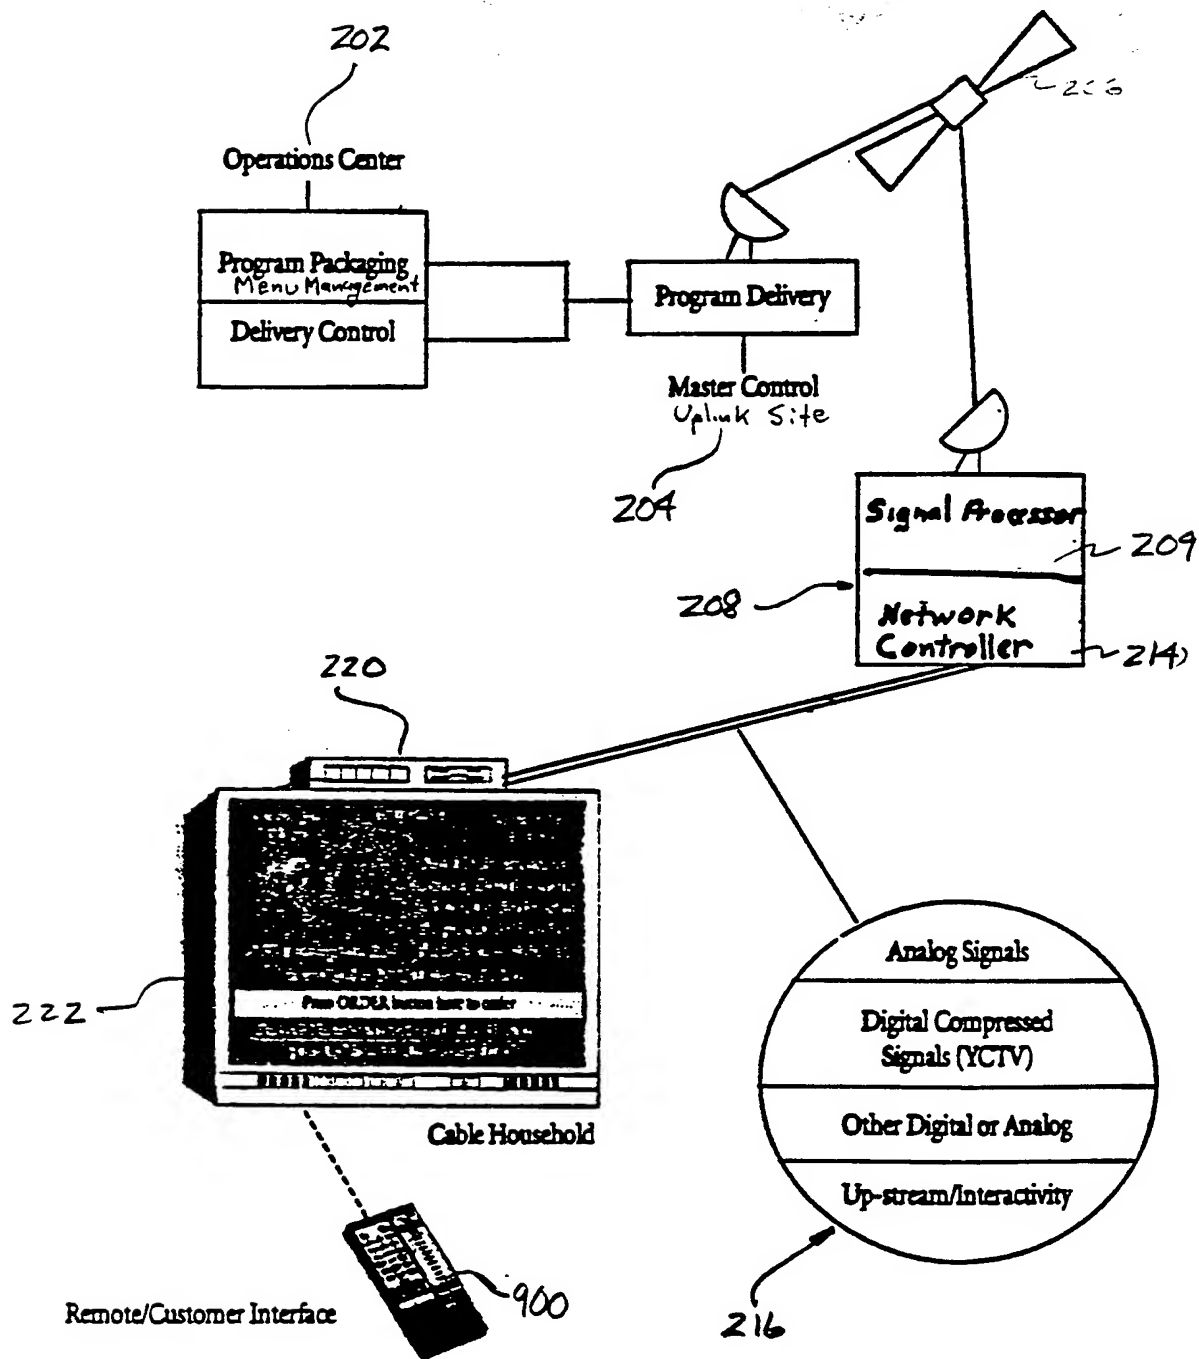 202
206
Operations Center
Program Packaging
Menu Management
Delivery Control
Program Delivery
Master Control
Uplink Site
204
Signal Processor
209
208
Network
Controller
214
220
222
Press ORDER button now to order
Cable Household
Analog Signals
Digital Compressed
Signals (YCTV)
Other Digital or Analog
Up-stream/Interactivity
216
900
Remote/Customer Interface